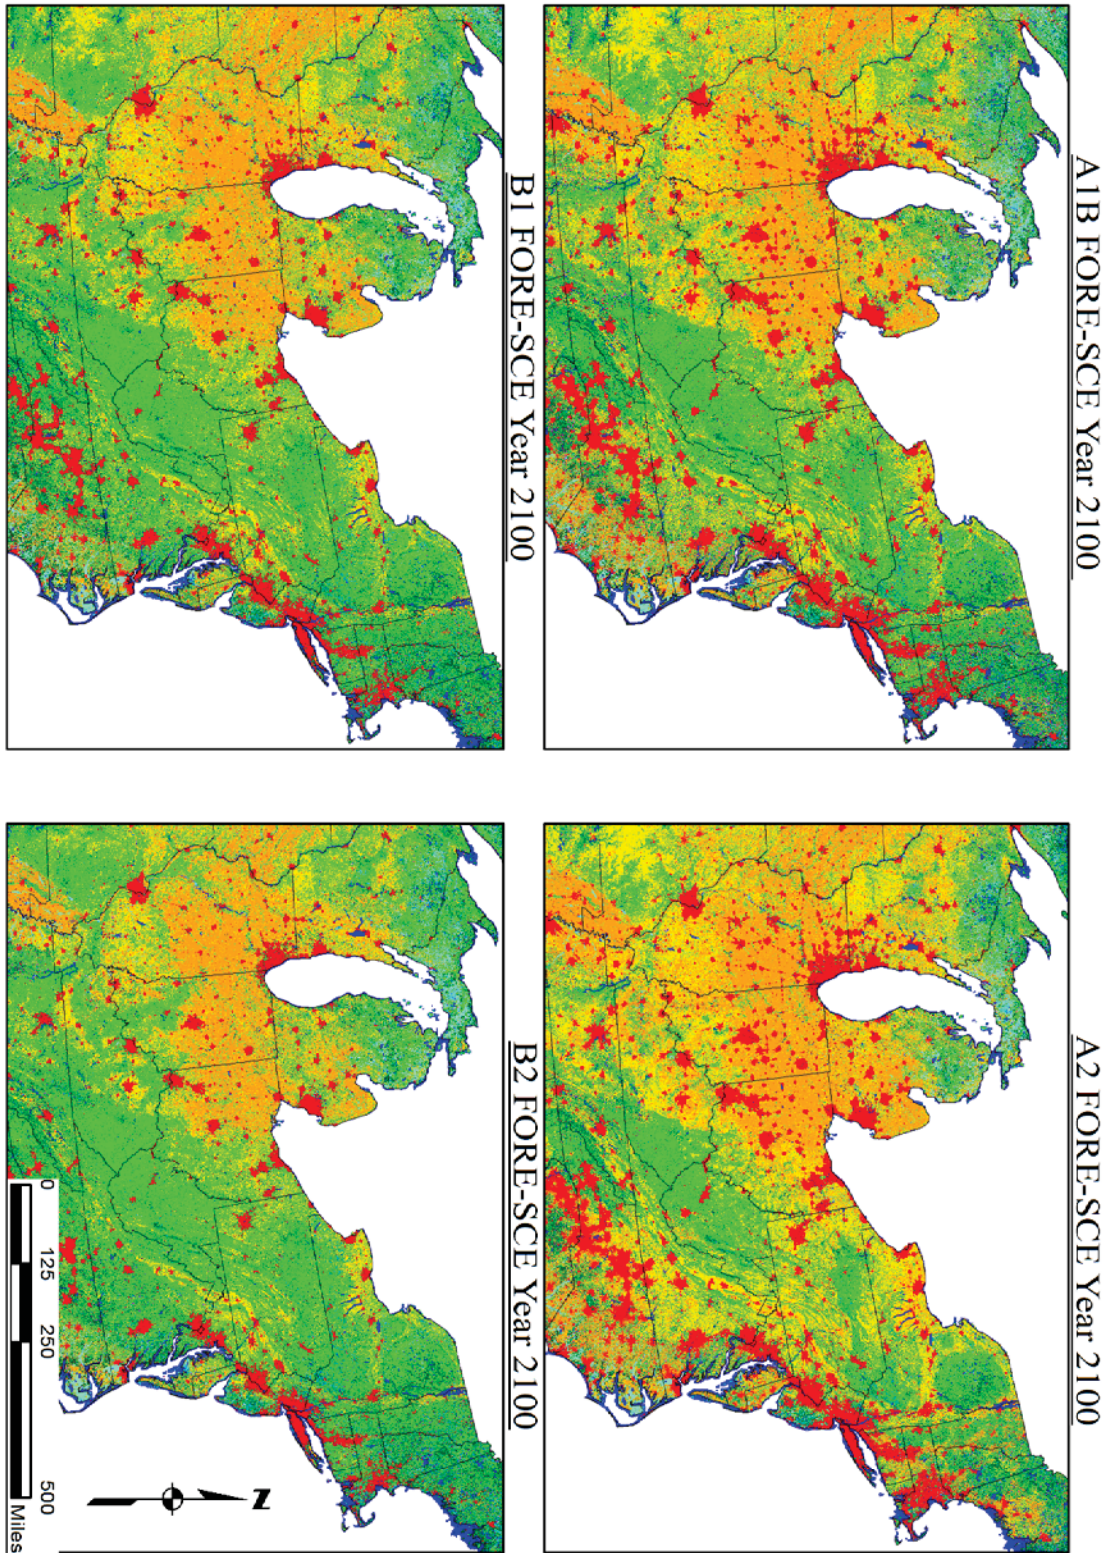 A1B FORE-SCE Year 2100
A2 FORE-SCE Year 2100
B1 FORE-SCE Year 2100
B2 FORE-SCE Year 2100
N
0 125 250 500
Miles